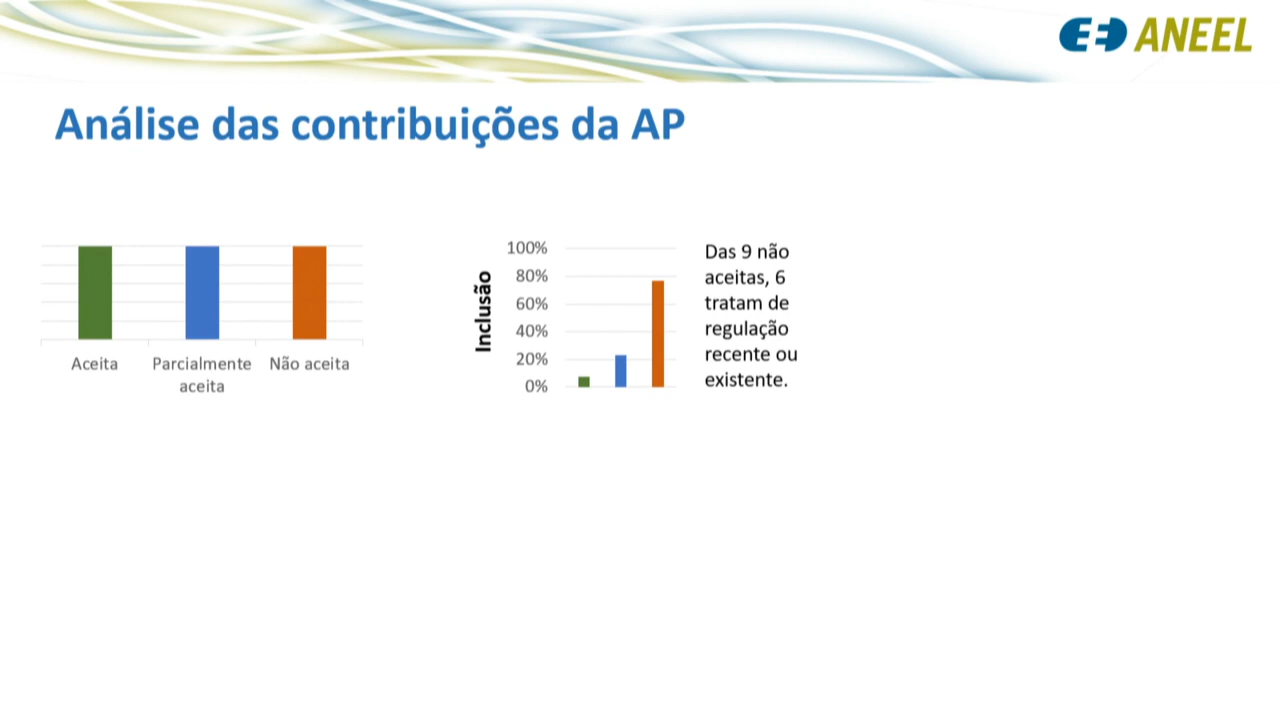 ANEEL
Análise das contribuições da AP
Aceita
Parcialmente
aceita
Não aceita
Inclusão
100%
80%
60%
40%
20%
0%
Das 9 não
aceitas, 6
tratam de
regulação
recente ou
existente.